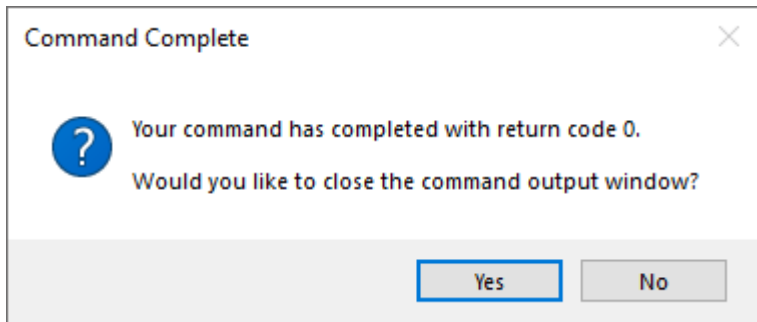 Command Complete
Your command has completed with return code 0.
Would you like to close the command output window?
Yes
No